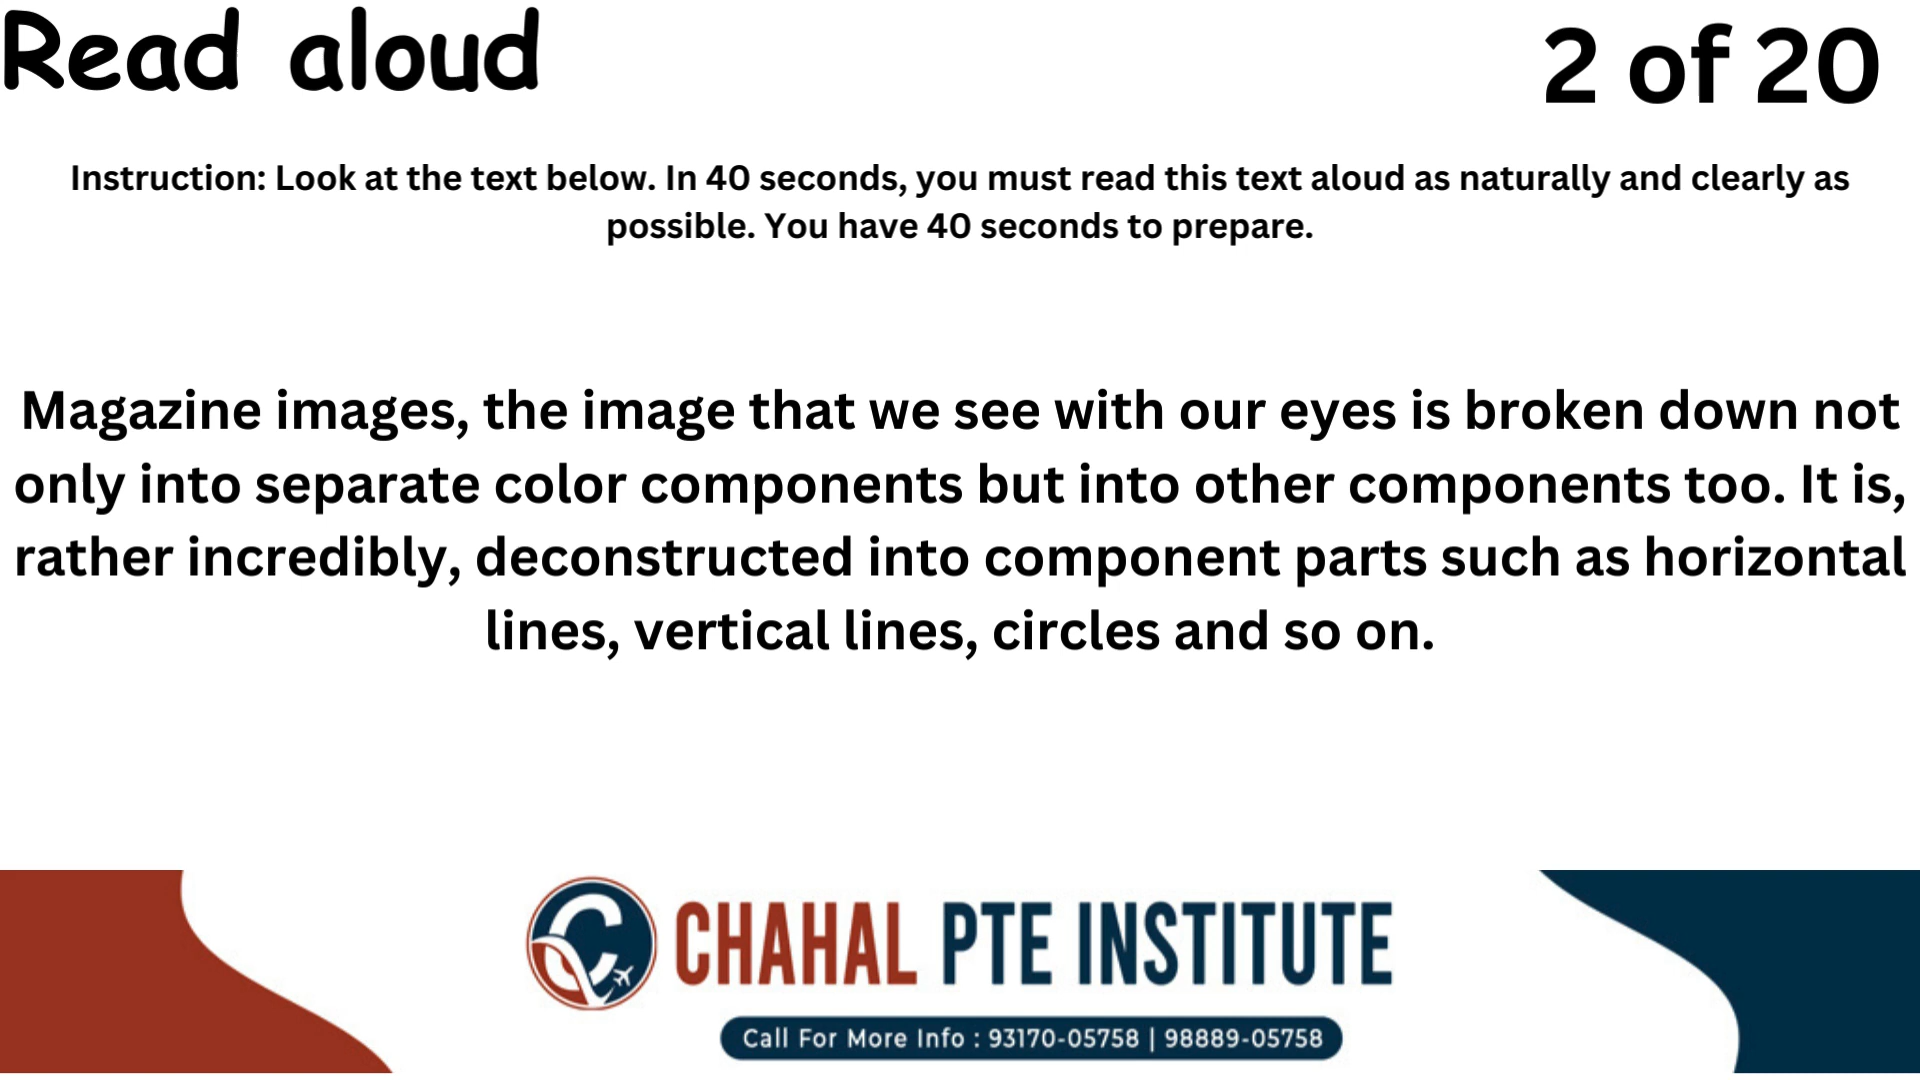 Read aloud
2 of 20
Instruction: Look at the text below. In 40 seconds, you must read this text aloud as naturally and clearly as
possible. You have 40 seconds to prepare.
Magazine images, the image that we see with our eyes is broken down not
only into separate color components but into other components too. It is,
rather incredibly, deconstructed into component parts such as horizontal
lines, vertical lines, circles and so on.
CHAHAL PTE INSTITUTE
Call For More Info : 93170-05758 | 98889-05758